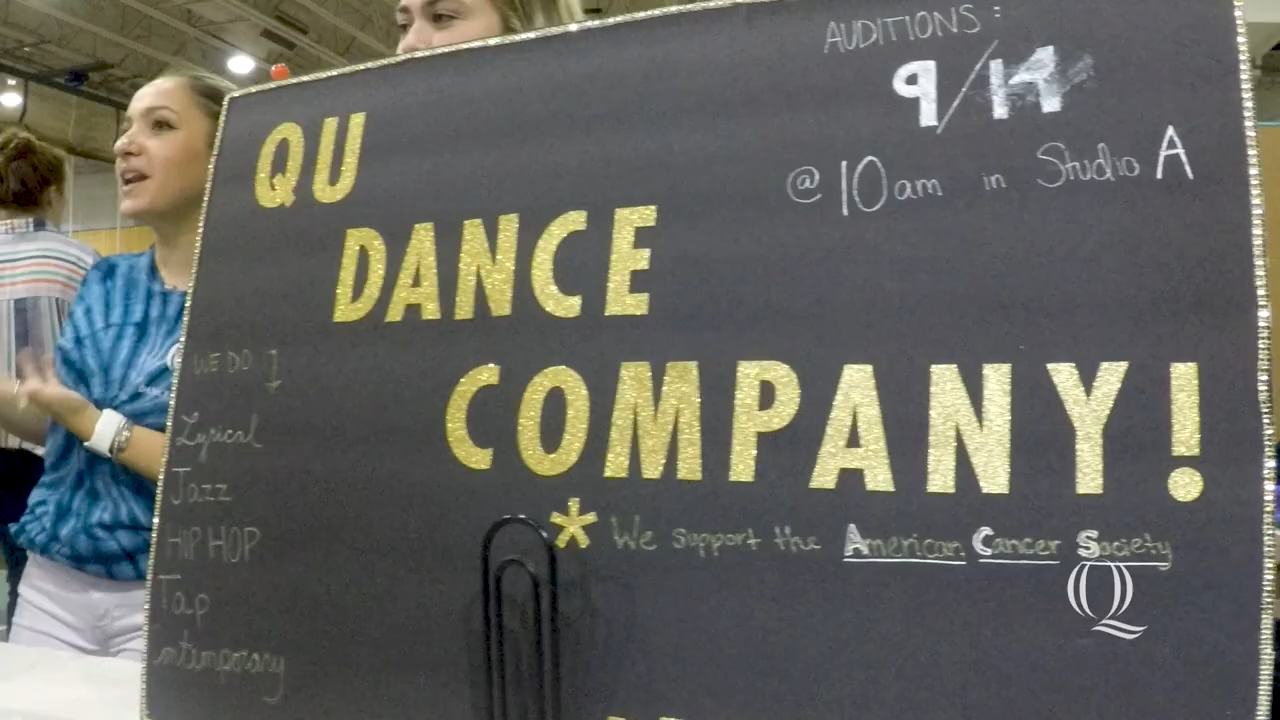 AUDITIONS:
9/14
@ 10am in Studio A
QU
DANCE
COMPANY!
* We support the American Cancer Society
WE DO
Lyrical
Jazz
HIP HOP
Tap
ntemporary
Q